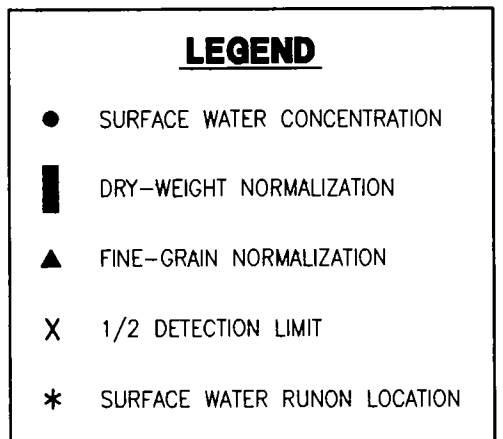 LEGEND
● SURFACE WATER CONCENTRATION
▮ DRY-WEIGHT NORMALIZATION
▲ FINE-GRAIN NORMALIZATION
X 1/2 DETECTION LIMIT
* SURFACE WATER RUNON LOCATION